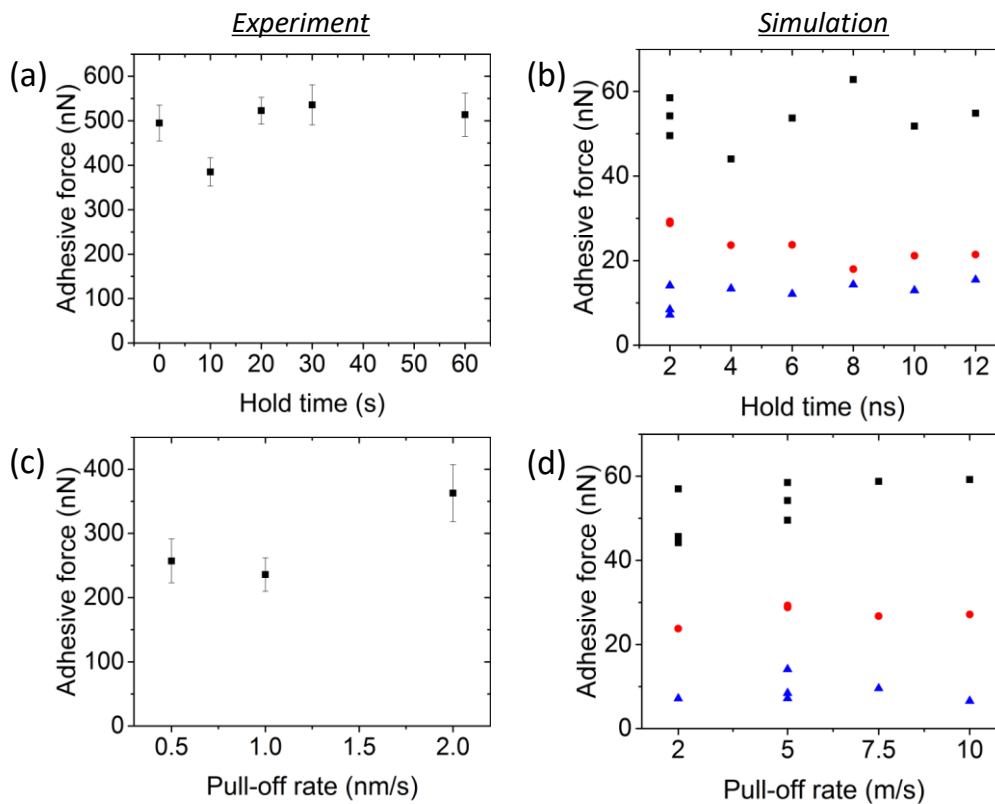 Experiment
Simulation
(a)
600
500
400
300
200
100
0
Adhesive force (nN)
0 10 20 30 40 50 60
Hold time (s)
(b)
60
40
20
0
Adhesive force (nN)
2 4 6 8 10 12
Hold time (ns)
(c)
400
300
200
100
0
Adhesive force (nN)
0.5 1.0 1.5 2.0
Pull-off rate (nm/s)
(d)
60
40
20
0
Adhesive force (nN)
2 5 7.5 10
Pull-off rate (m/s)